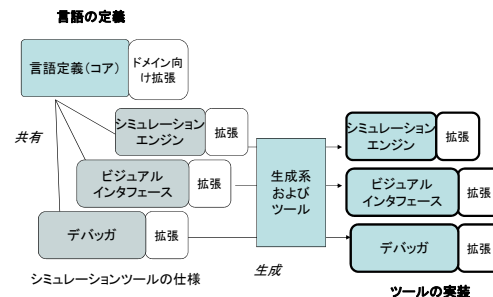 言語の定義
言語定義（コア）
ドメイン向
け拡張
共有
シミュレーション
エンジン
拡張
ビジュアル
インタフェース
拡張
デバッガ
拡張
シミュレーションツールの仕様
生成系
および
ツール
生成
シミュレーション
エンジン
拡張
ビジュアル
インタフェース
拡張
デバッガ
拡張
ツールの実装